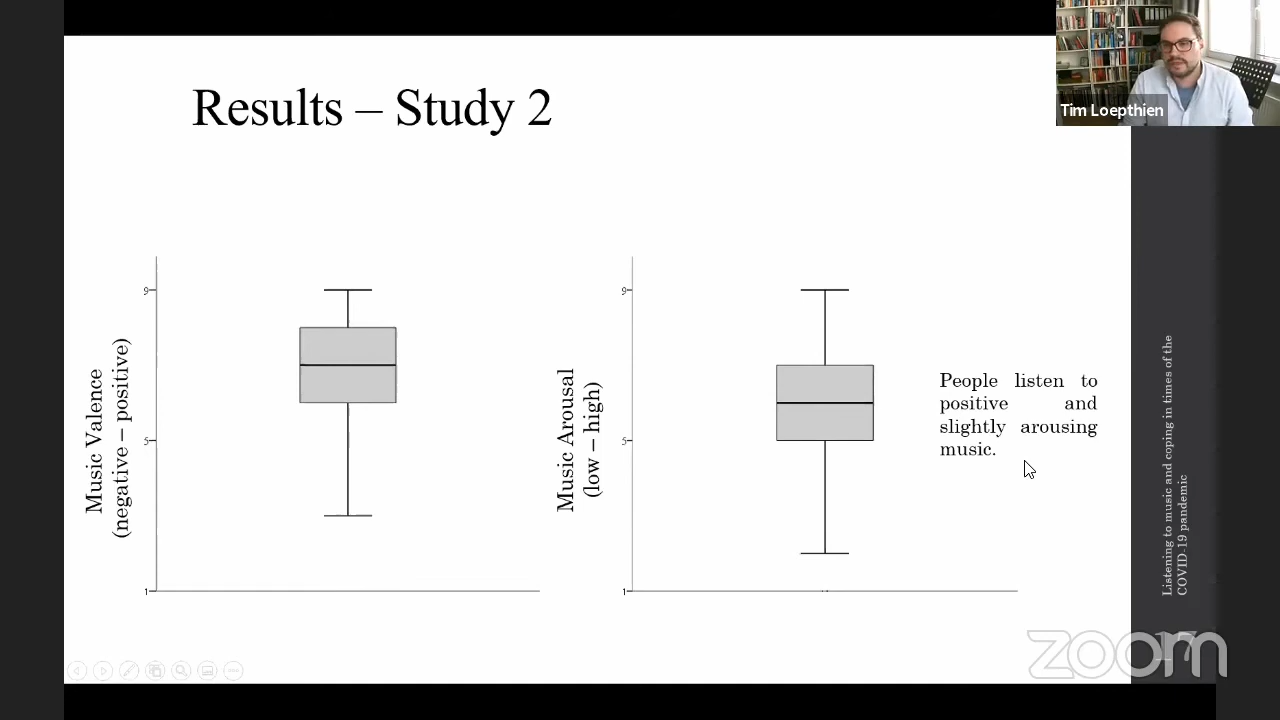 Results – Study 2
Tim Loepthien
9
5
1
Music Valence
(negative – positive)
9
5
1
Music Arousal
(low – high)
People listen to
positive and
slightly arousing
music.
Listening to music and coping in times of the
COVID-19 pandemic
17
zoom